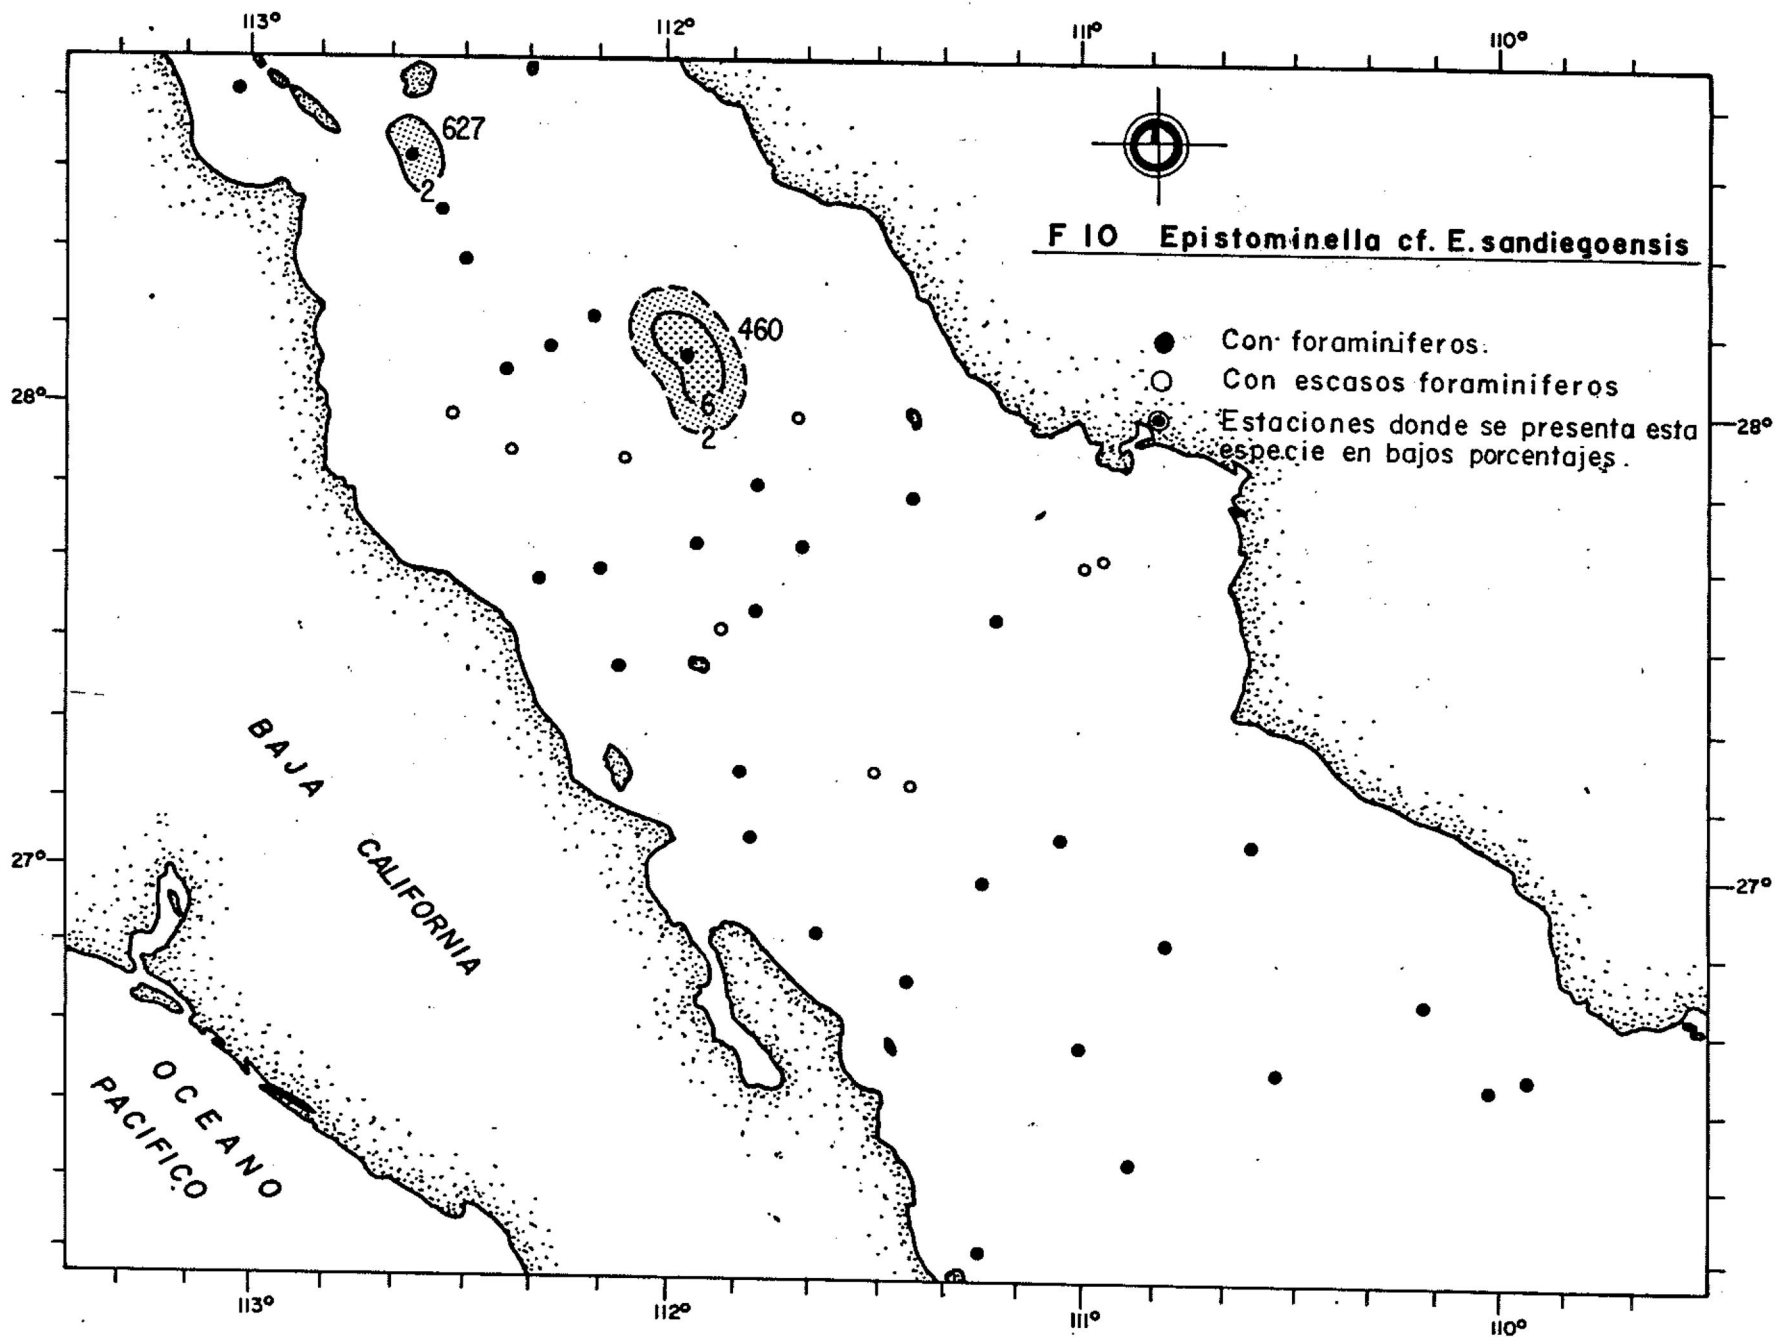 113° 112° 111° 110°
627
2
F 10 Epistominella cf. E. sandiegoensis
460
6
2
Con foraminiferos.
Con escasos foraminiferos
Estaciones donde se presenta esta
especie en bajos porcentajes.
28° 28°
BAJA
CALIFORNIA
27° 27°
OCEANO
PACIFICO
113° 112° 111° 110°